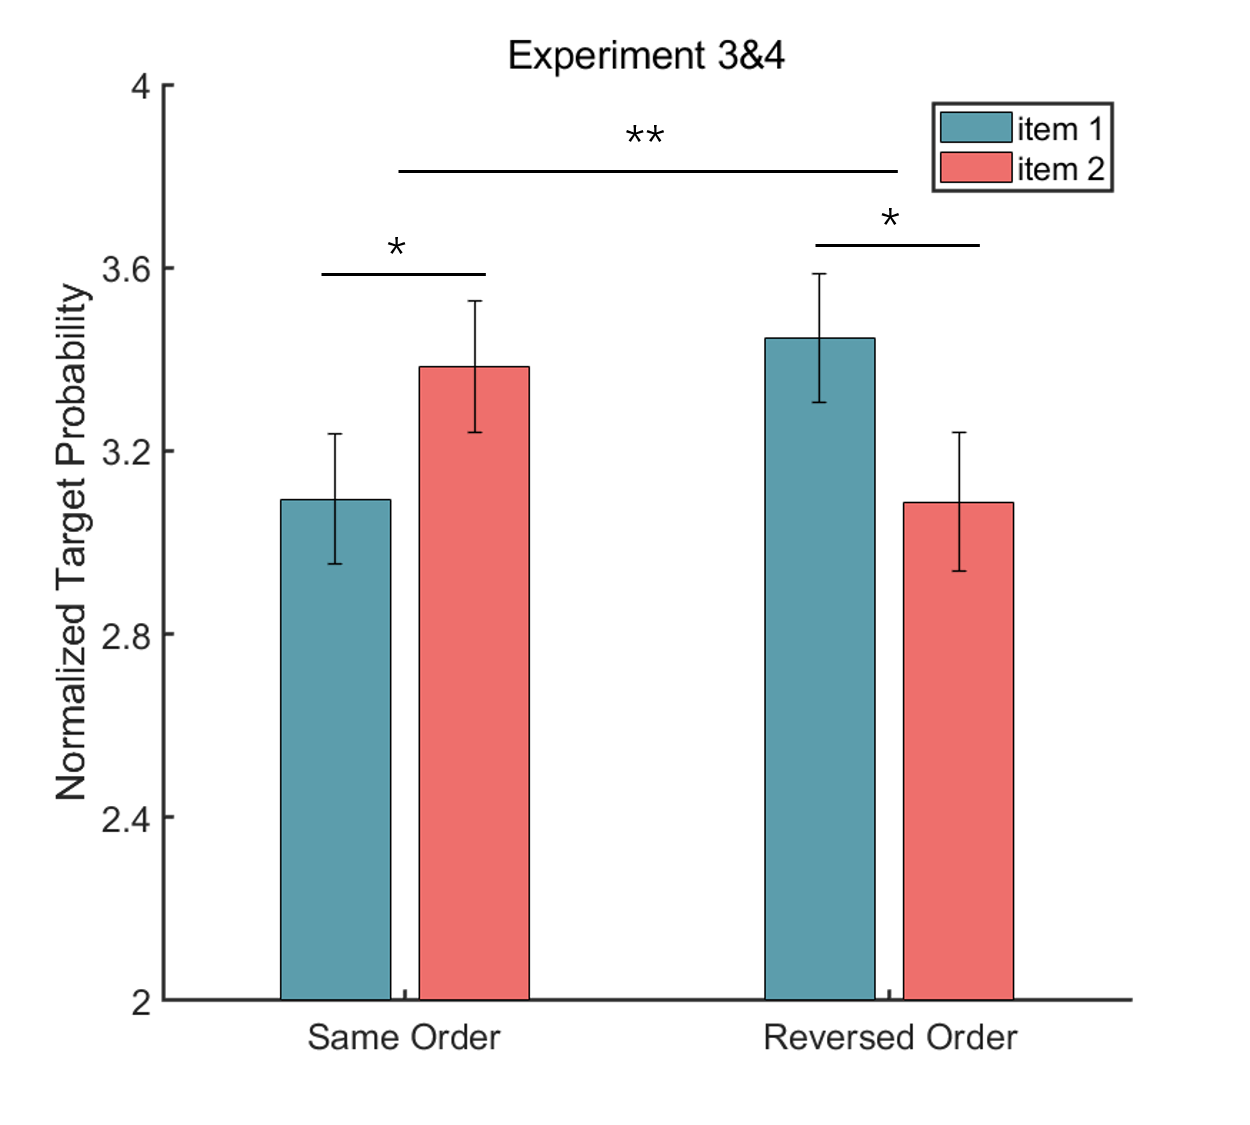 Experiment 3&4
4
**
item 1
item 2
*
*
3.6
3.2
2.8
2.4
2
Normalized Target Probability
Same Order
Reversed Order